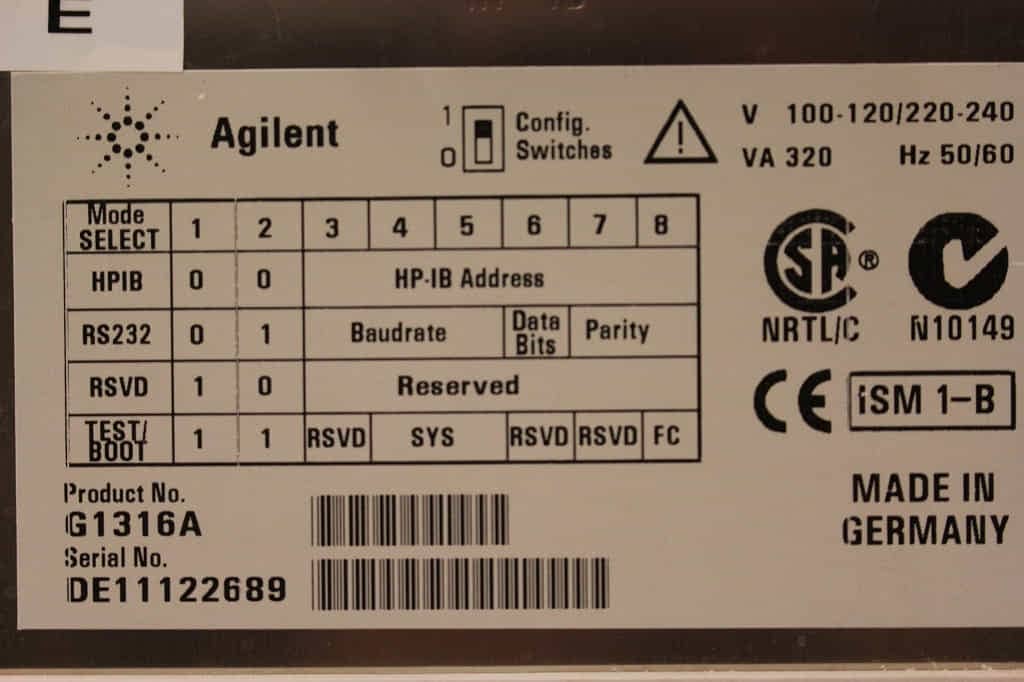 E
Agilent
1
0
Config.
Switches
V 100-120/220-240
VA 320 Hz 50/60
Mode SELECT 1 2 3 4 5 6 7 8
HPIB 0 0 HP-IB Address
RS232 0 1 Baudrate Data Bits Parity
RSVD 1 0 Reserved
TEST/BOOT 1 1 RSVD SYS RSVD RSVD FC
SA ®
NRTL/C
N10149
CE
iSM 1-B
MADE IN
GERMANY
Product No.
G1316A
Serial No.
DE11122689